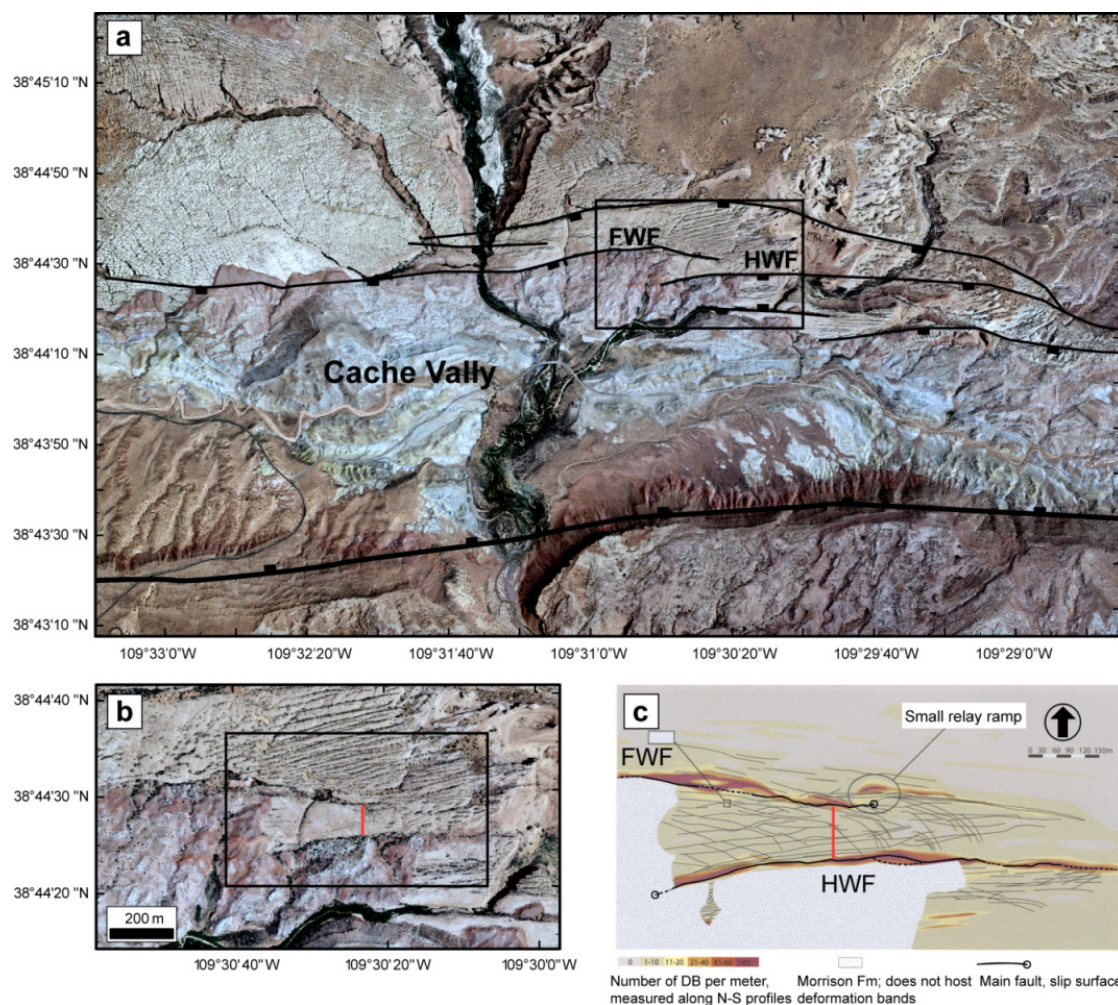 a
38°45'10 "N
38°44'50 "N
38°44'30 "N
38°44'10 "N
38°43'50 "N
38°43'30 "N
38°43'10 "N
FWF
HWF
Cache Vally
109°33'0"W
109°32'20"W
109°31'40"W
109°31'0"W
109°30'20"W
109°29'40"W
109°29'0"W
b
38°44'40 "N
38°44'30 "N
38°44'20 "N
200 m
109°30'40"W
109°30'20"W
109°30'0"W
c
Small relay ramp
0 30 60 90 120 150m
FWF
HWF
0 1-10 11-20 21-40 41-60
Number of DB per meter,
measured along N-S profiles
Morrison Fm; does not host
deformation bands
Main fault, slip surface